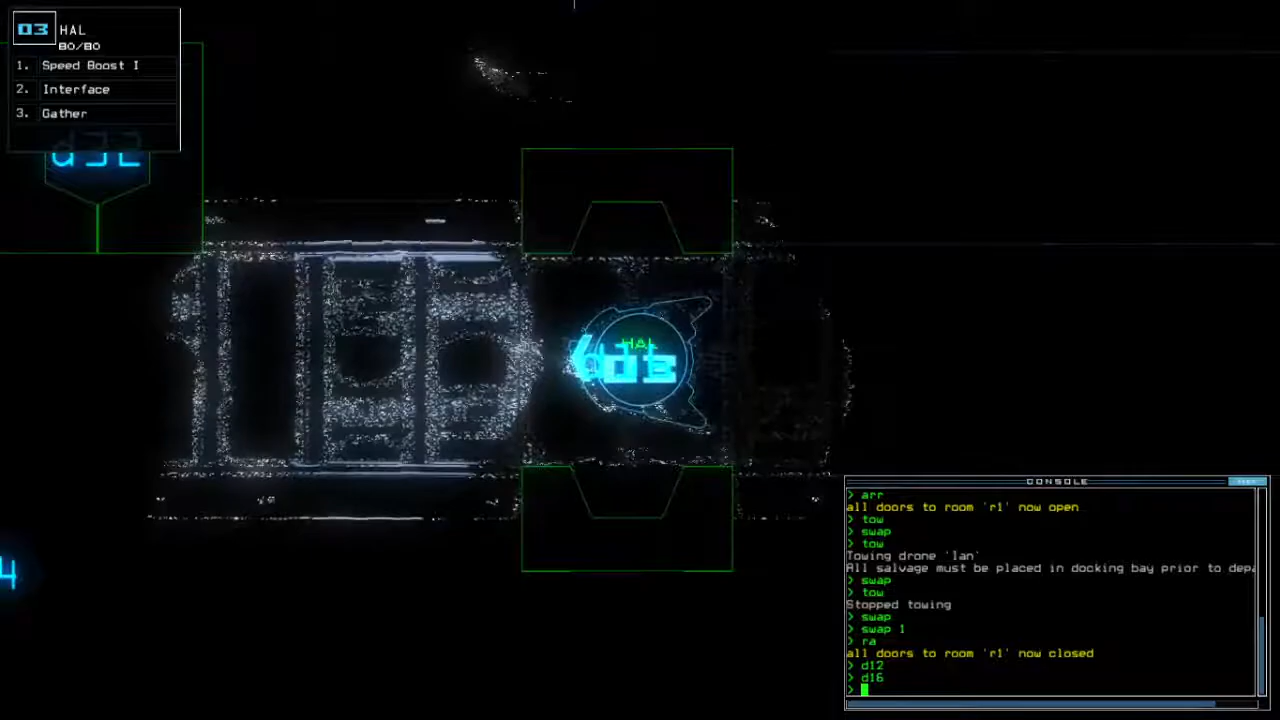 03 HAL
80/80
1. Speed Boost I
2. Interface
3. Gather
HAL
03
4
CONSOLE
> arr
all doors to room 'r1' now open
> tow
> swap
> tow
Towing drone 'lan'
All salvage must be placed in docking bay prior to depa
> swap
> tow
Stopped towing
> swap
> swap 1
> ra
all doors to room 'r1' now closed
> d12
> d16
>